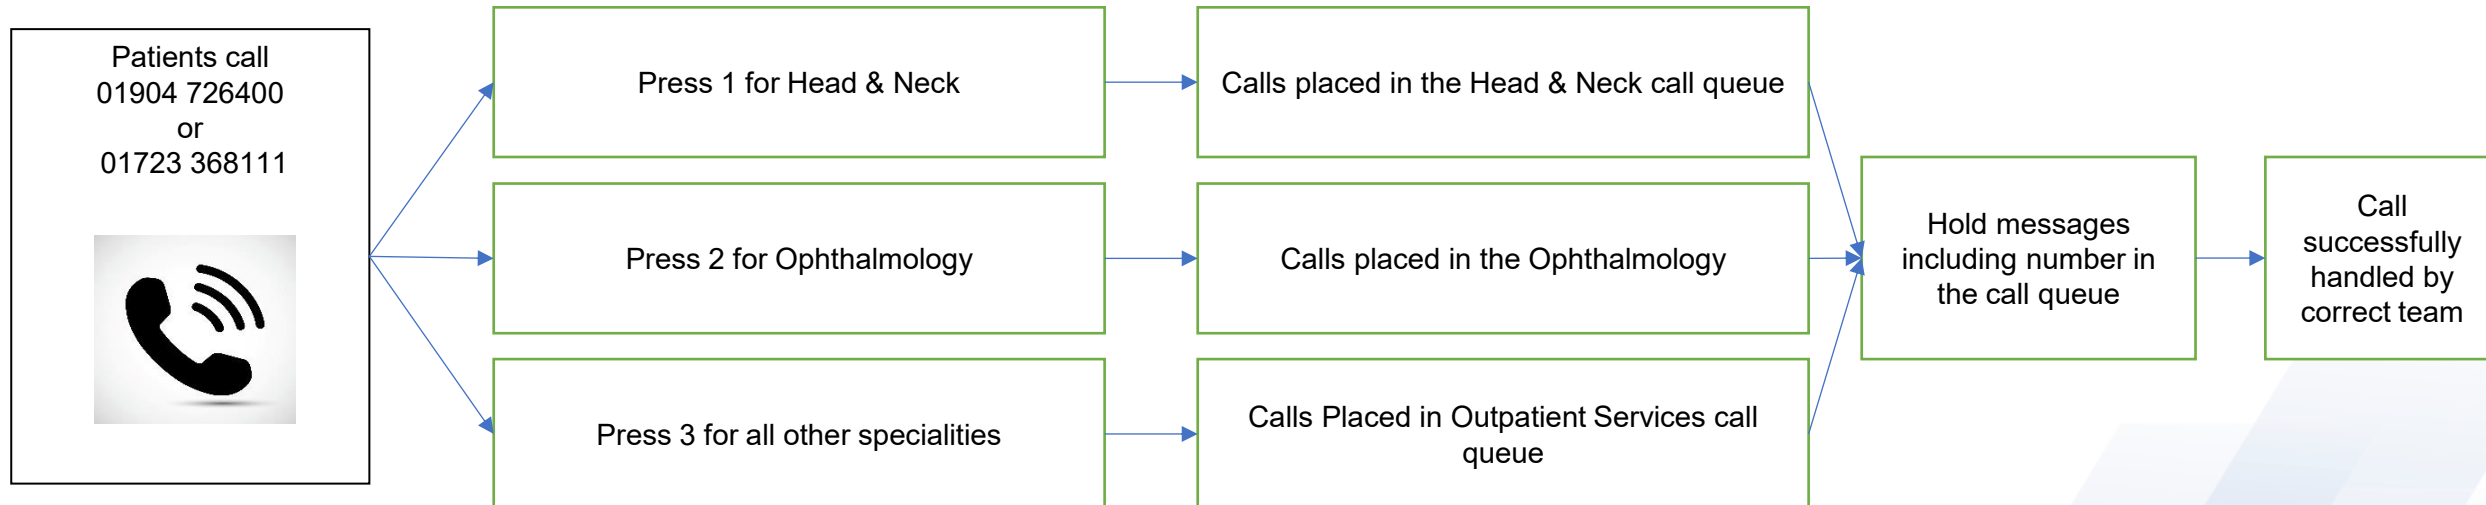 Patients call
01904 726400
or
01723 368111
Press 1 for Head & Neck
Calls placed in the Head & Neck call queue
Press 2 for Ophthalmology
Calls placed in the Ophthalmology
Press 3 for all other specialities
Calls Placed in Outpatient Services call
queue
Hold messages
including number in
the call queue
Call
successfully
handled by
correct team